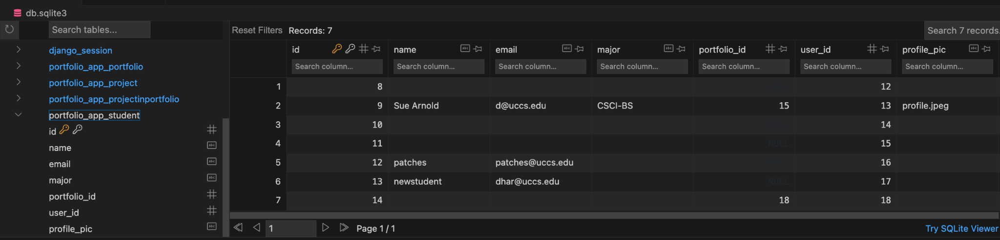 db.sqlite3
Search tables...
Reset Filters Records: 7
Search 7 records.
django_session
portfolio_app_portfolio
portfolio_app_project
portfolio_app_projectinportfolio
portfolio_app_student
id
name
email
major
portfolio_id
user_id
profile_pic
id name email major portfolio_id user_id profile_pic
Search column... Search column... Search column... Search column... Search column... Search column... Search column...
1 8 NULL 12
2 9 Sue Arnold d@uccs.edu CSCI-BS 15 13 profile.jpeg
3 10 NULL 14
4 11 NULL 15
5 12 patches patches@uccs.edu NULL 16
6 13 newstudent dhar@uccs.edu NULL 17
7 14 18 18
1 Page 1 / 1
Try SQLite Viewer